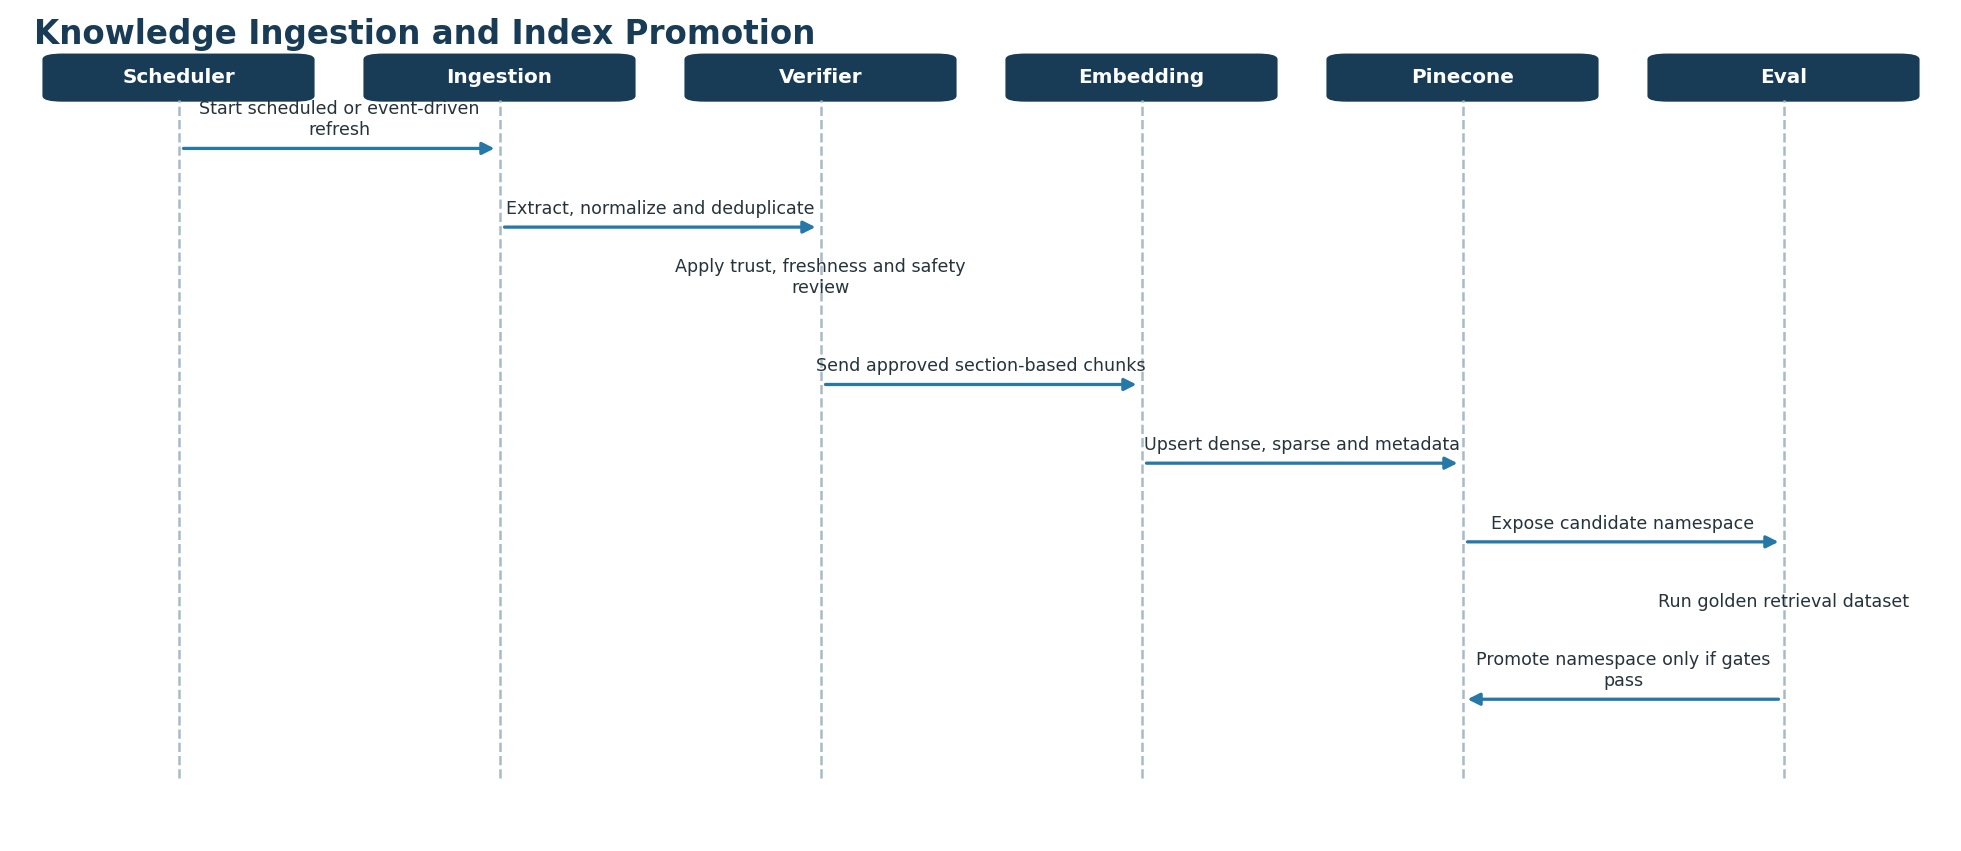 Knowledge Ingestion and Index Promotion
Scheduler
Ingestion
Verifier
Embedding
Pinecone
Eval
Start scheduled or event-driven
refresh
Extract, normalize and deduplicate
Apply trust, freshness and safety
review
Send approved section-based chunks
Upsert dense, sparse and metadata
Expose candidate namespace
Run golden retrieval dataset
Promote namespace only if gates
pass